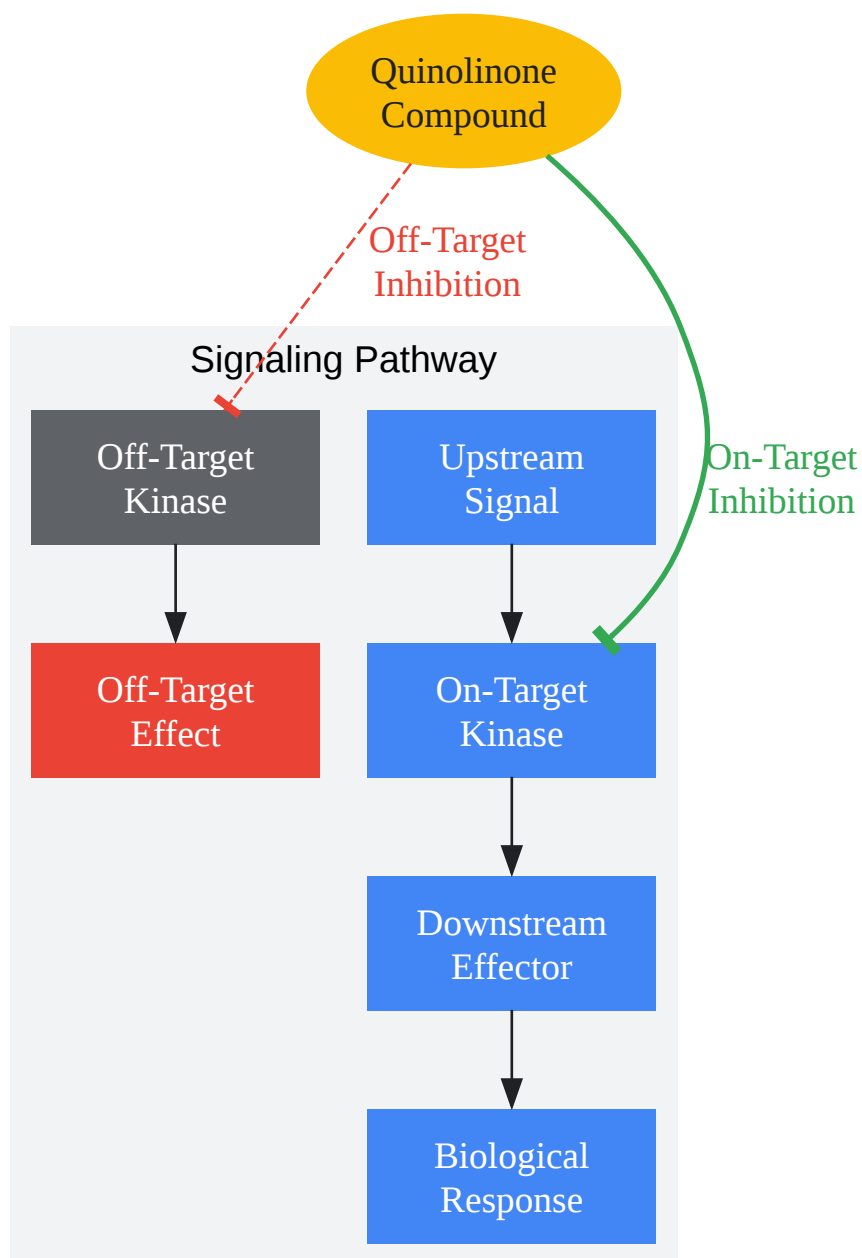 Quinolinone
Compound
Off-Target
Inhibition
Signaling Pathway
Off-Target
Kinase
Upstream
Signal
On-Target
Inhibition
Off-Target
Effect
On-Target
Kinase
Downstream
Effector
Biological
Response